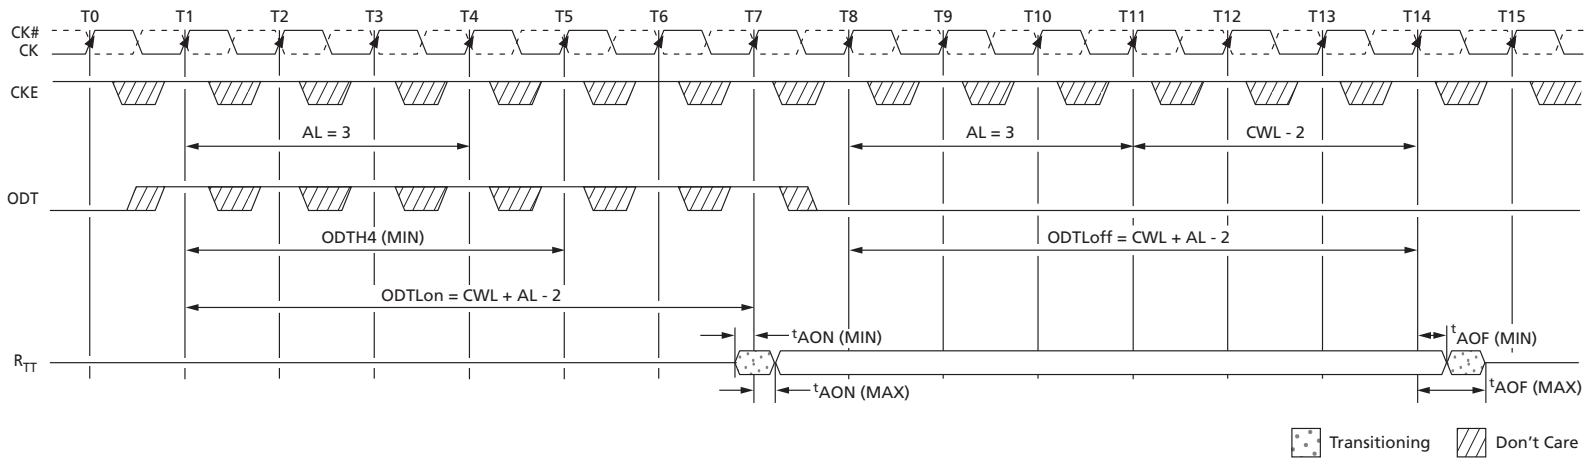 T0 T1 T2 T3 T4 T5 T6 T7 T8 T9 T10 T11 T12 T13 T14 T15
CK#
CK
CKE
AL = 3 AL = 3 CWL - 2
ODT
ODTH4 (MIN) ODTLoff = CWL + AL - 2
ODTLon = CWL + AL - 2
tAON (MIN) tAOF (MIN)
RTT
tAON (MAX) tAOF (MAX)
Transitioning Don't Care